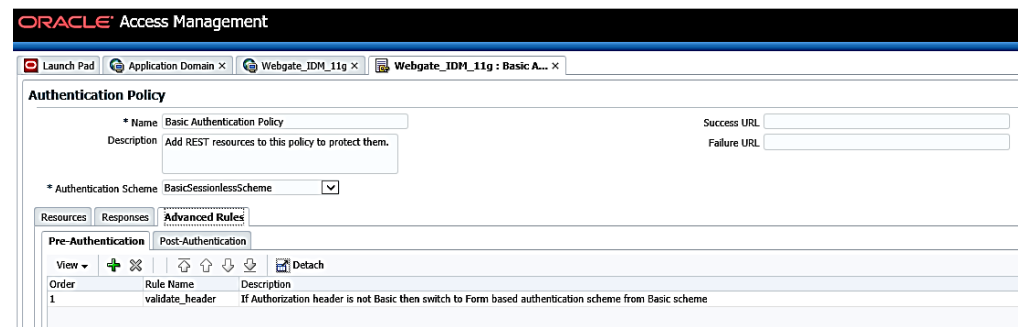 ORACLE Access Management
Launch Pad Application Domain × Webgate_IDM_11g × Webgate_IDM_11g : Basic A... ×
Authentication Policy
* Name Basic Authentication Policy Success URL
Description Add REST resources to this policy to protect them. Failure URL
* Authentication Scheme BasicSessionlessScheme
Resources Responses Advanced Rules
Pre-Authentication Post-Authentication
View Detach
Order Rule Name Description
1 validate_header If Authorization header is not Basic then switch to Form based authentication scheme from Basic scheme